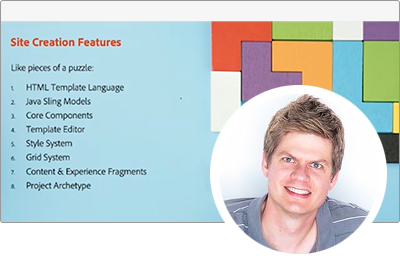 Site Creation Features
Like pieces of a puzzle:
1. HTML Template Language
2. Java Sling Models
3. Core Components
4. Template Editor
5. Style System
6. Grid System
7. Content & Experience Fragments
8. Project Archetype